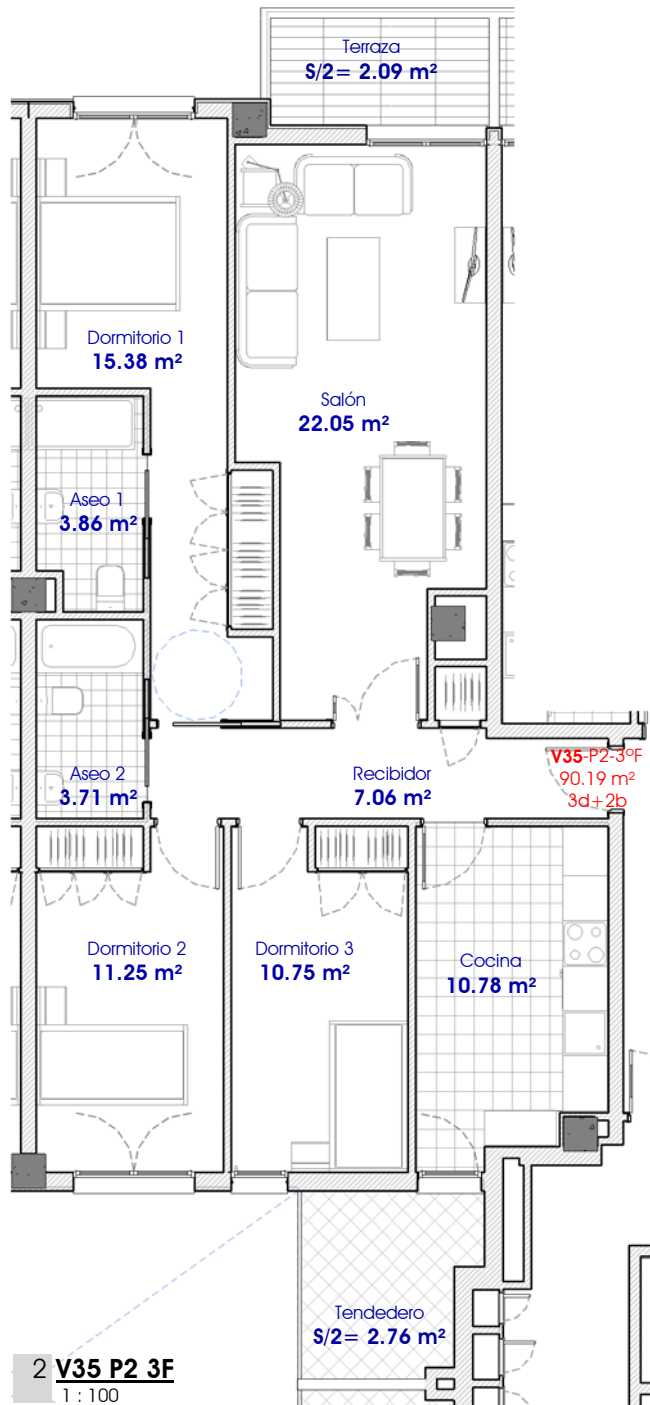 Terraza
S/2= 2.09 m²
Dormitorio 1
15.38 m²
Salón
22.05 m²
Aseo 1
3.86 m²
Aseo 2
3.71 m²
Recibidor
7.06 m²
V35-P2-3ºF
90.19 m²
3d+2b
Dormitorio 2
11.25 m²
Dormitorio 3
10.75 m²
Cocina
10.78 m²
Tendedero
S/2= 2.76 m²
2 V35 P2 3F
1 : 100